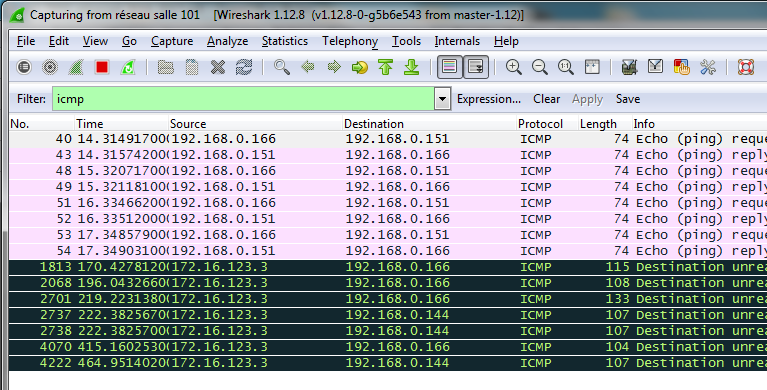 Capturing from réseau salle 101 [Wireshark 1.12.8 (v1.12.8-0-g5b6e543 from master-1.12)]
File Edit View Go Capture Analyze Statistics Telephony Tools Internals Help
Filter: icmp Expression... Clear Apply Save
No. Time Source Destination Protocol Length Info
40 14.31491700( 192.168.0.166 192.168.0.151 ICMP 74 Echo (ping) reque
43 14.31574200( 192.168.0.151 192.168.0.166 ICMP 74 Echo (ping) reply
48 15.32071700( 192.168.0.166 192.168.0.151 ICMP 74 Echo (ping) reque
49 15.32118100( 192.168.0.151 192.168.0.166 ICMP 74 Echo (ping) reply
51 16.33466200( 192.168.0.166 192.168.0.151 ICMP 74 Echo (ping) reque
52 16.33512000( 192.168.0.151 192.168.0.166 ICMP 74 Echo (ping) reply
53 17.34857900( 192.168.0.166 192.168.0.151 ICMP 74 Echo (ping) reque
54 17.34903100( 192.168.0.151 192.168.0.166 ICMP 74 Echo (ping) reply
1813 170.4278120( 172.16.123.3 192.168.0.166 ICMP 115 Destination unrea
2068 196.0432660( 172.16.123.3 192.168.0.166 ICMP 108 Destination unrea
2701 219.2231380( 172.16.123.3 192.168.0.166 ICMP 133 Destination unrea
2737 222.3825670( 172.16.123.3 192.168.0.144 ICMP 107 Destination unrea
2738 222.3825700( 172.16.123.3 192.168.0.144 ICMP 107 Destination unrea
4070 415.1602530( 172.16.123.3 192.168.0.166 ICMP 104 Destination unrea
4222 464.9514020( 172.16.123.3 192.168.0.144 ICMP 107 Destination unrea